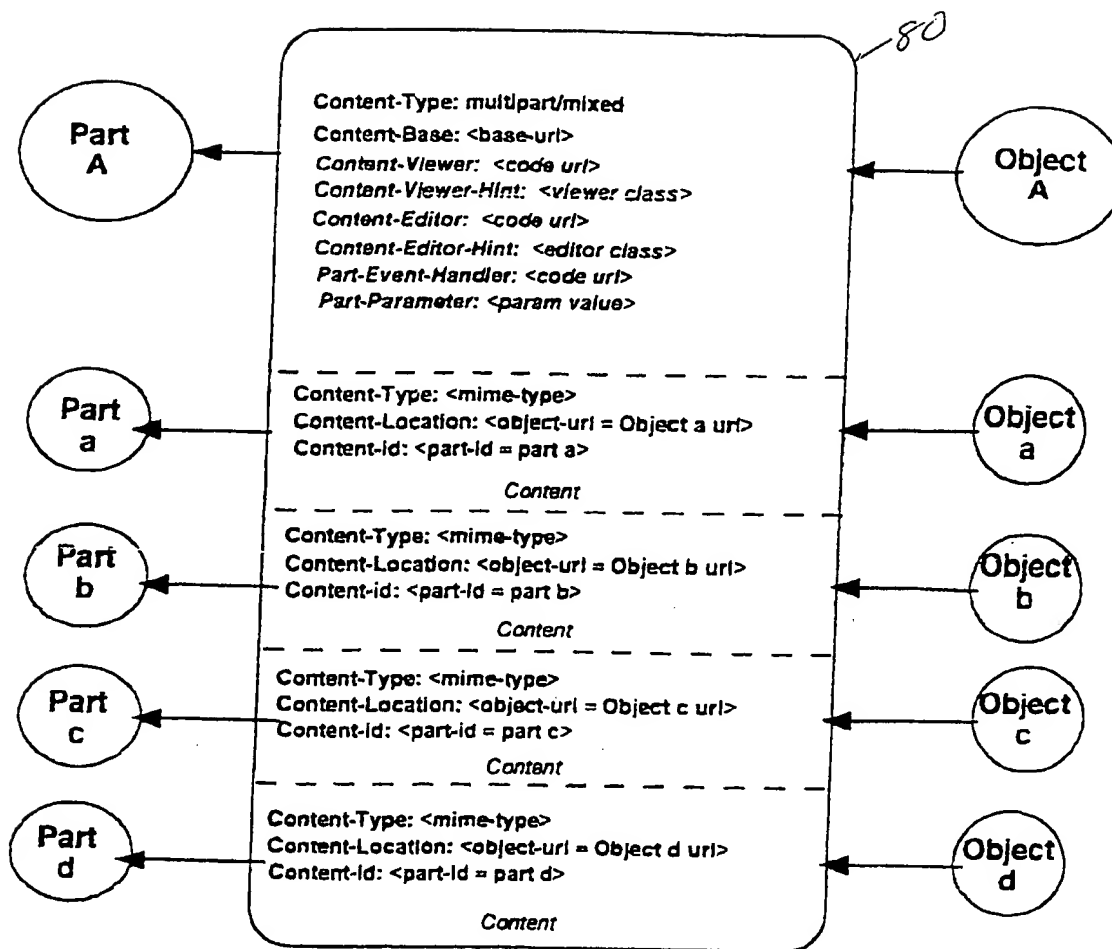 80
Part
A
Content-Type: multipart/mixed
Content-Base: <base-url>
Content-Viewer: <code url>
Content-Viewer-Hint: <viewer class>
Content-Editor: <code url>
Content-Editor-Hint: <editor class>
Part-Event-Handler: <code url>
Part-Parameter: <param value>
Object
A
Part
a
Content-Type: <mime-type>
Content-Location: <object-url = Object a url>
Content-id: <part-id = part a>
Content
Object
a
Part
b
Content-Type: <mime-type>
Content-Location: <object-url = Object b url>
Content-id: <part-id = part b>
Content
Object
b
Part
c
Content-Type: <mime-type>
Content-Location: <object-url = Object c url>
Content-id: <part-id = part c>
Content
Object
c
Part
d
Content-Type: <mime-type>
Content-Location: <object-url = Object d url>
Content-id: <part-id = part d>
Content
Object
d